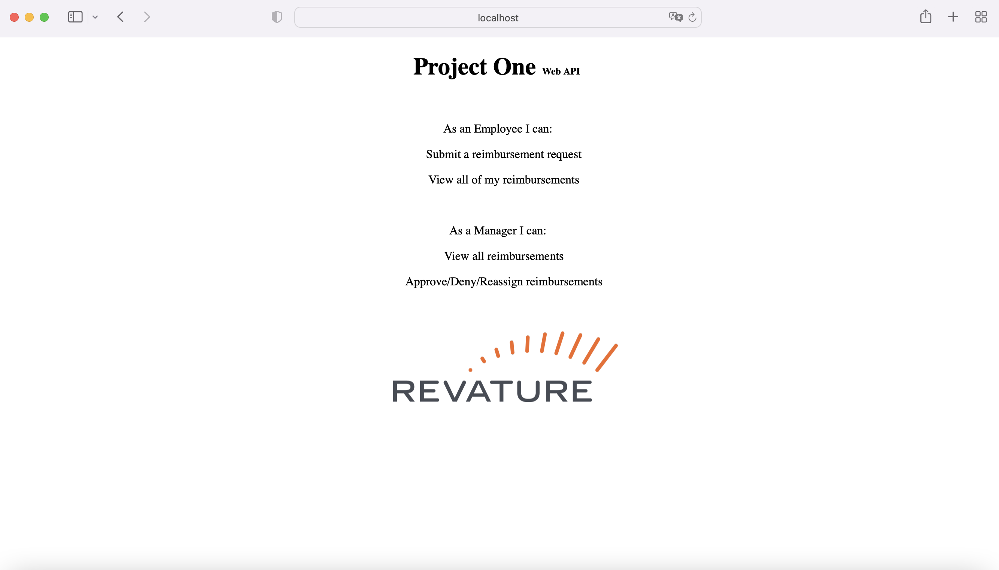 localhost
Project One Web API
As an Employee I can:
Submit a reimbursement request
View all of my reimbursements
As a Manager I can:
View all reimbursements
Approve/Deny/Reassign reimbursements
REVATURE